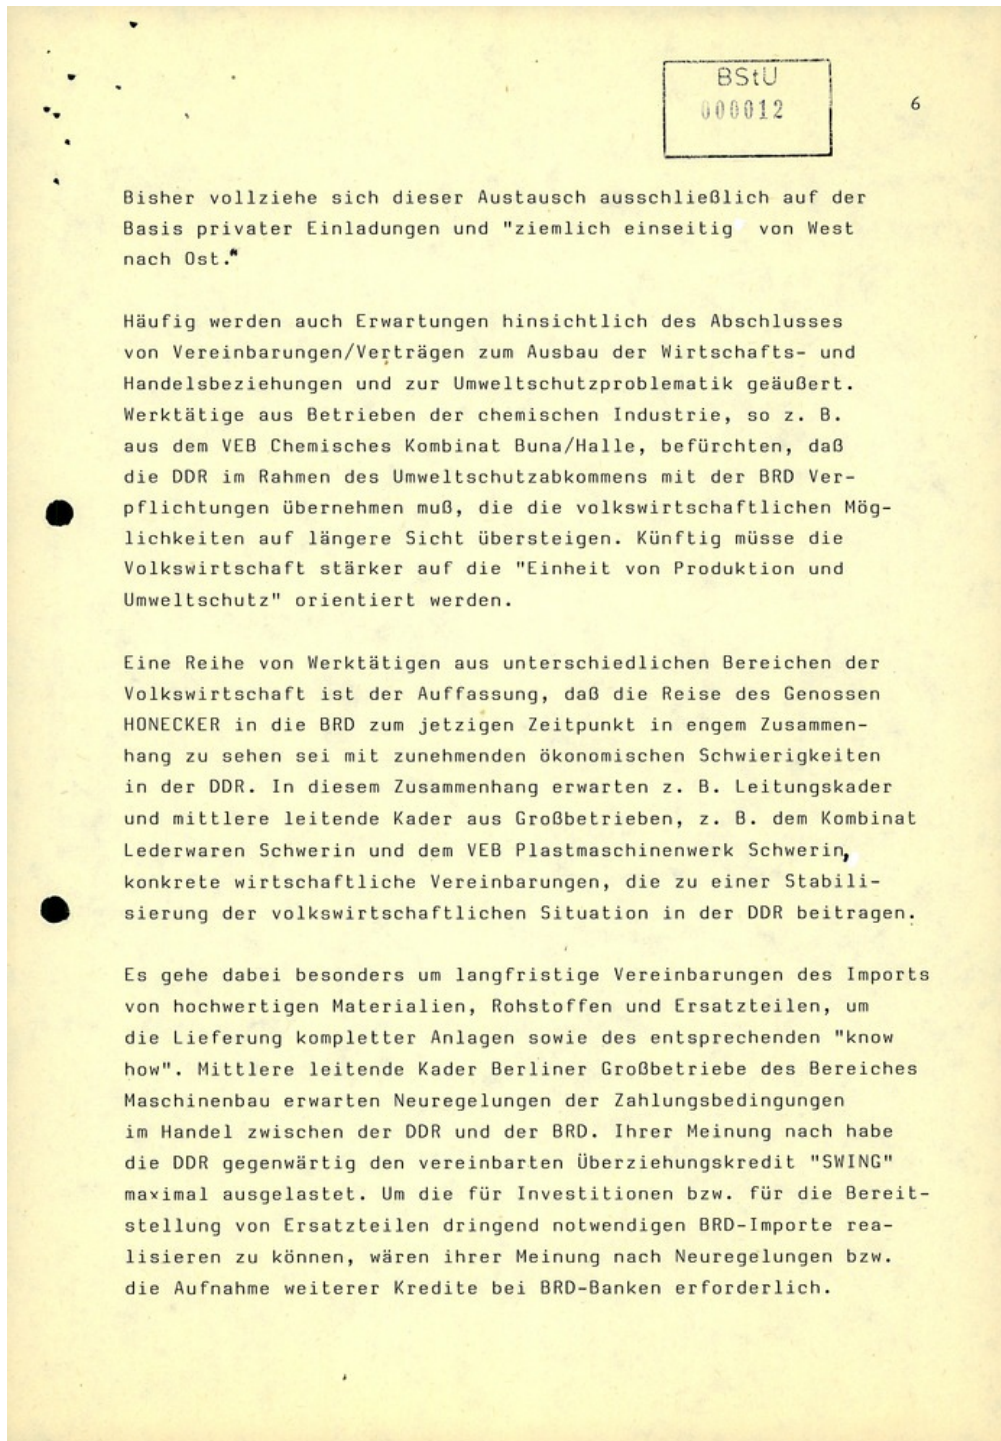 BStU
000012
6
Bisher vollziehe sich dieser Austausch ausschließlich auf der
Basis privater Einladungen und "ziemlich einseitig von West
nach Ost."
Häufig werden auch Erwartungen hinsichtlich des Abschlusses
von Vereinbarungen/Verträgen zum Ausbau der Wirtschafts- und
Handelsbeziehungen und zur Umweltschutzproblematik geäußert.
Werktätige aus Betrieben der chemischen Industrie, so z. B.
aus dem VEB Chemisches Kombinat Buna/Halle, befürchten, daß
die DDR im Rahmen des Umweltschutzabkommens mit der BRD Ver-
pflichtungen übernehmen muß, die die volkswirtschaftlichen Mög-
lichkeiten auf längere Sicht übersteigen. Künftig müsse die
Volkswirtschaft stärker auf die "Einheit von Produktion und
Umweltschutz" orientiert werden.
Eine Reihe von Werktätigen aus unterschiedlichen Bereichen der
Volkswirtschaft ist der Auffassung, daß die Reise des Genossen
HONECKER in die BRD zum jetzigen Zeitpunkt in engem Zusammen-
hang zu sehen sei mit zunehmenden ökonomischen Schwierigkeiten
in der DDR. In diesem Zusammenhang erwarten z. B. Leitungskader
und mittlere leitende Kader aus Großbetrieben, z. B. dem Kombinat
Lederwaren Schwerin und dem VEB Plastmaschinenwerk Schwerin,
konkrete wirtschaftliche Vereinbarungen, die zu einer Stabili-
sierung der volkswirtschaftlichen Situation in der DDR beitragen.
Es gehe dabei besonders um langfristige Vereinbarungen des Imports
von hochwertigen Materialien, Rohstoffen und Ersatzteilen, um
die Lieferung kompletter Anlagen sowie des entsprechenden "know
how". Mittlere leitende Kader Berliner Großbetriebe des Bereiches
Maschinenbau erwarten Neuregelungen der Zahlungsbedingungen
im Handel zwischen der DDR und der BRD. Ihrer Meinung nach habe
die DDR gegenwärtig den vereinbarten Überziehungskredit "SWING"
maximal ausgelastet. Um die für Investitionen bzw. für die Bereit-
stellung von Ersatzteilen dringend notwendigen BRD-Importe rea-
lisieren zu können, wären ihrer Meinung nach Neuregelungen bzw.
die Aufnahme weiterer Kredite bei BRD-Banken erforderlich.